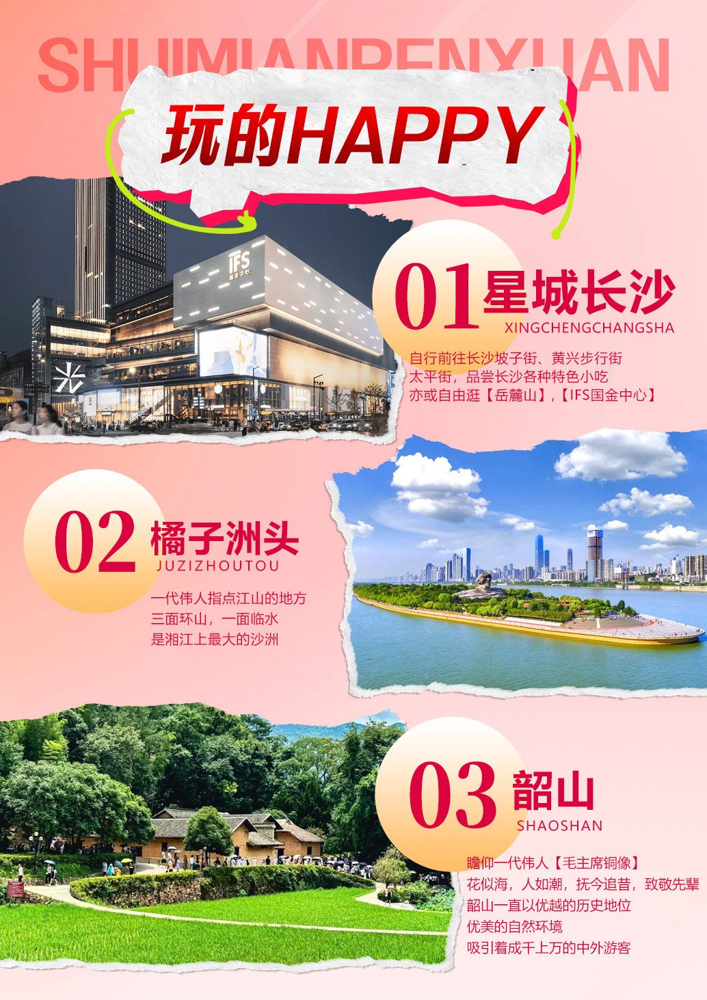 SHUIMIANPENXUAN
玩的HAPPY
IFS
国金中心
01
星城长沙
XINGCHENGCHANGSHA
自行前往长沙坡子街、黄兴步行街
太平街，品尝长沙各种特色小吃
亦或自由逛【岳麓山】,【IFS国金中心】
02
橘子洲头
JUZIZHOUTOU
一代伟人指点江山的地方
三面环山，一面临水
是湘江上最大的沙洲
03
韶山
SHAOSHAN
瞻仰一代伟人【毛主席铜像】
花似海，人如潮，抚今追昔，致敬先辈
韶山一直以优越的历史地位
优美的自然环境
吸引着成千上万的中外游客